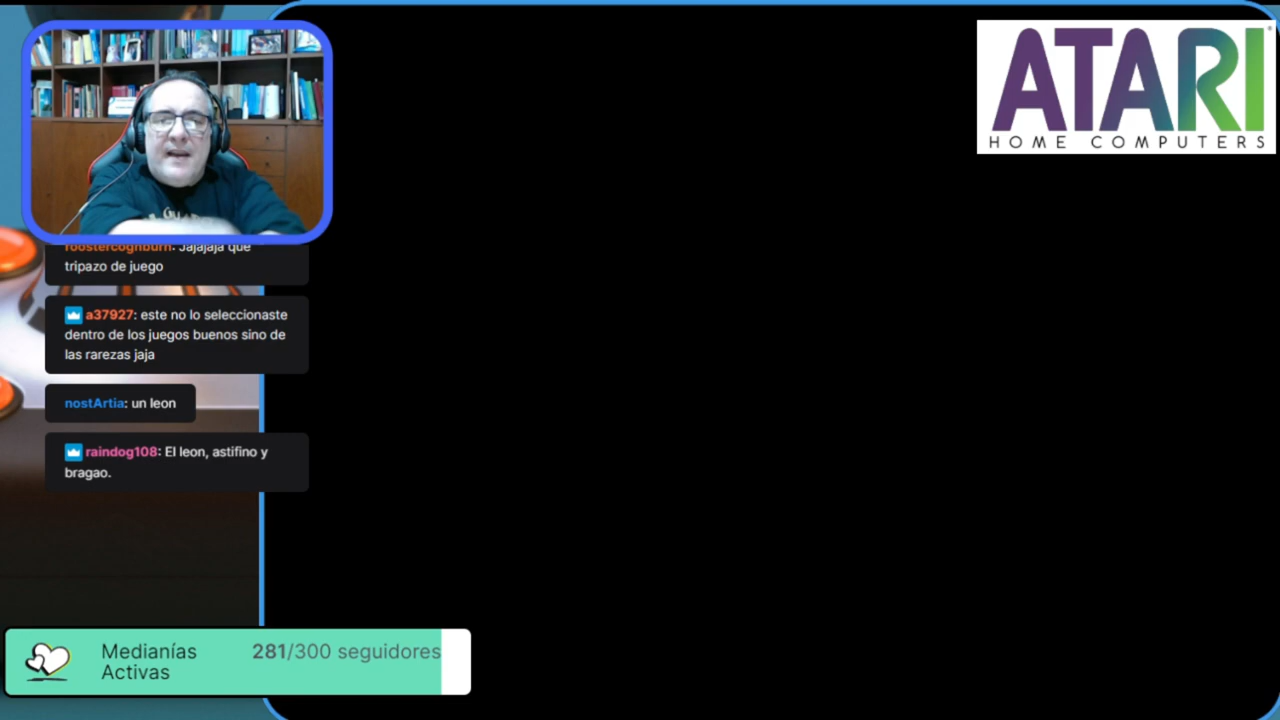 ATARI
HOME COMPUTERS
roostercognburn: Jajajaja que
tripazo de juego
a37927: este no lo seleccionaste
dentro de los juegos buenos sino de
las rarezas jaja
nostArtia: un leon
raindog108: El leon, astifino y
bragao.
Medianías
Activas
281/300 seguidores